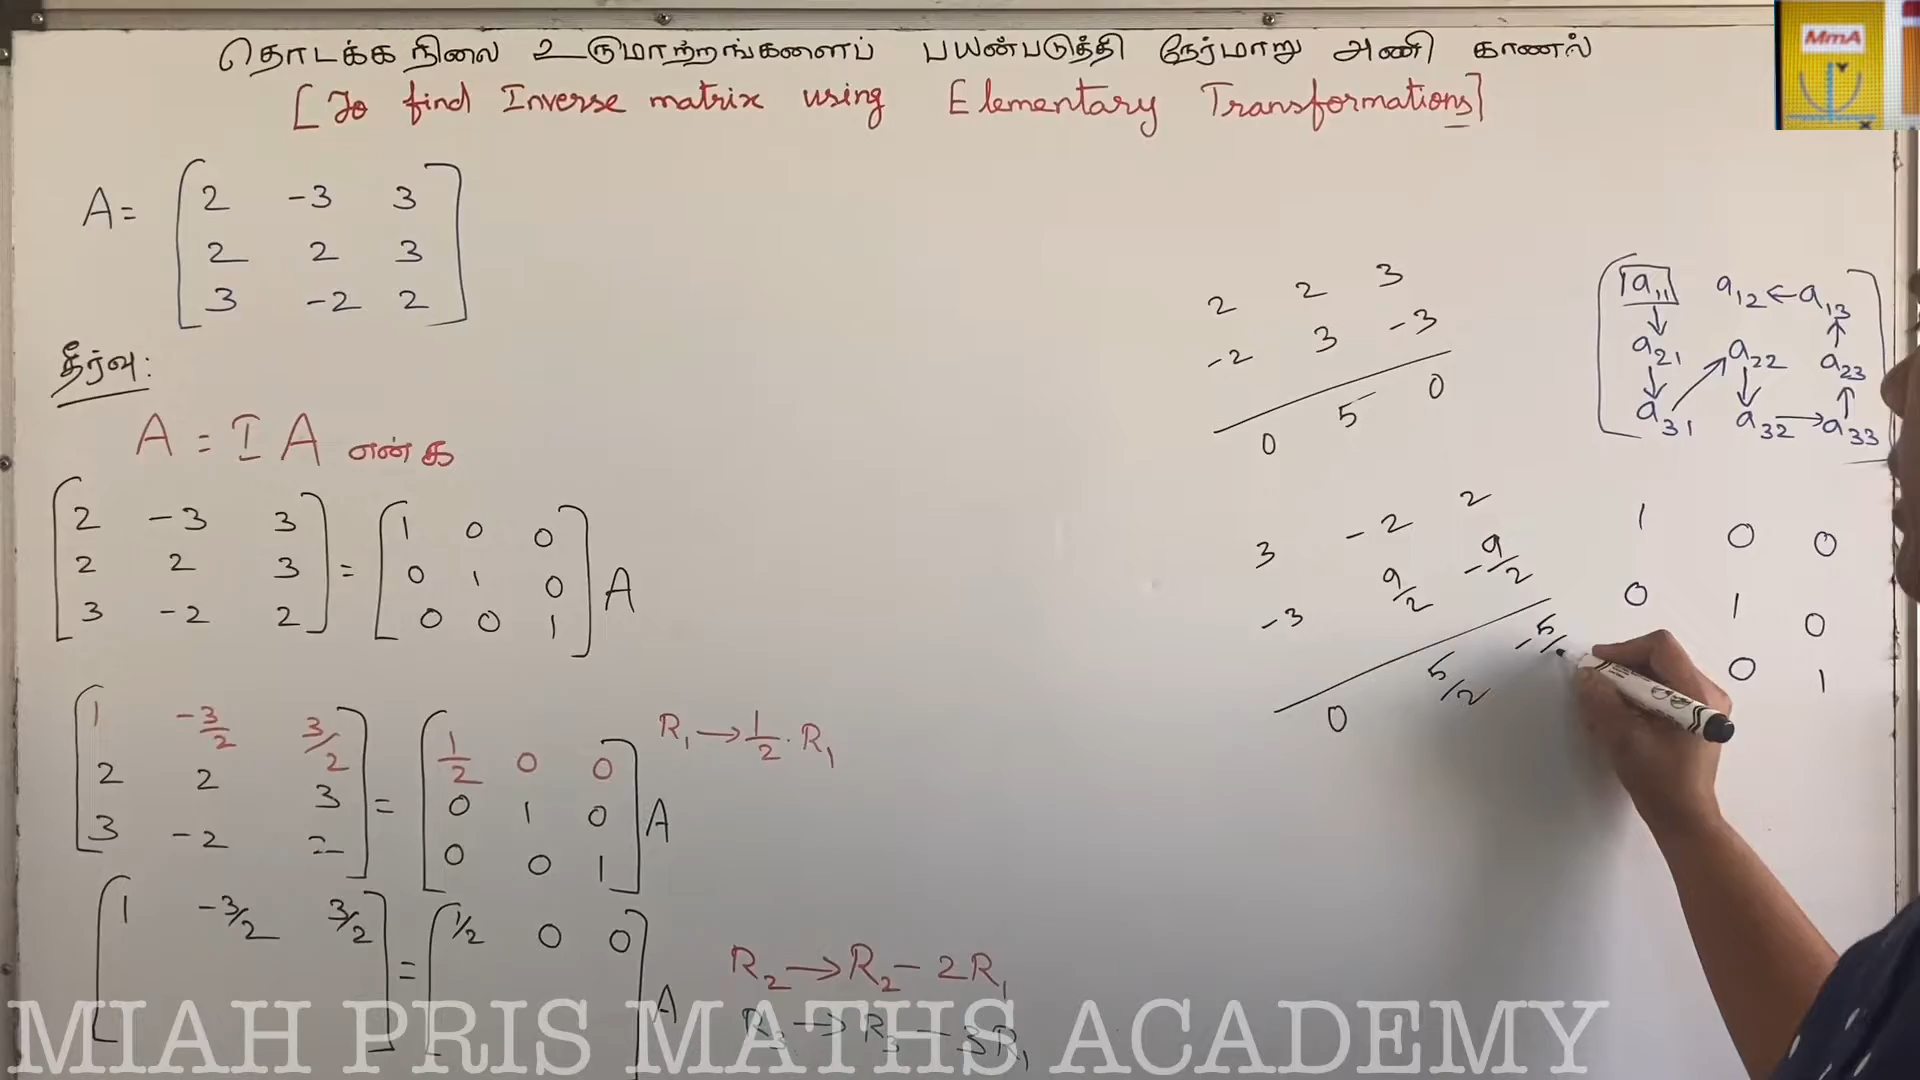 தொடக்க நிலை உருமாற்றங்களைப் பயன்படுத்தி நேர்மாறு அணி காணல்
[To find Inverse matrix using Elementary Transformations]
MmA
Y
X
A = [2 -3 3
2 2 3
3 -2 2]
தீர்வு:
A = I A என்க
[2 -3 3
2 2 3
3 -2 2] = [1 0 0
0 1 0
0 0 1] A
[1 -3/2 3/2
2 2 3
3 -2 2] = [1/2 0 0
0 1 0
0 0 1] A R₁→1/2 . R₁
[1 -3/2 3/2] = [1/2 0 0] A
R₂→R₂-2R₁
R₃→R₃-3R₁
2 2 3
-2 3 -3
0 5 0
3 -2 2
-3 9/2 -9/2
0 5/2 -5/
a₁₁ a₁₂←a₁₃
a₂₁ a₂₂ a₂₃
a₃₁ a₃₂→a₃₃
1 0 0
0 1 0
0 1
MIAH PRIS MATHS ACADEMY